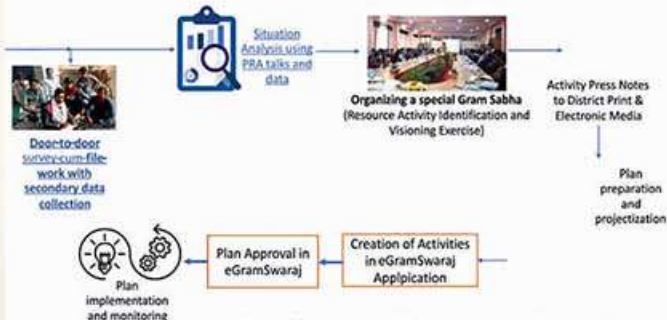 Situation
Analysis using
PRA talks and
data
Organizing a special Gram Sabha
(Resource Activity Identification and
Visioning Exercise)
Activity Press Notes
to District Print &
Electronic Media
Door-to-door
survey-cum-file-
work with
secondary data
collection
Plan
preparation
and
projectization
Creation of Activities
in eGramSwaraj
Applpication
Plan Approval in
eGramSwaraj
Plan
implementation
and monitoring